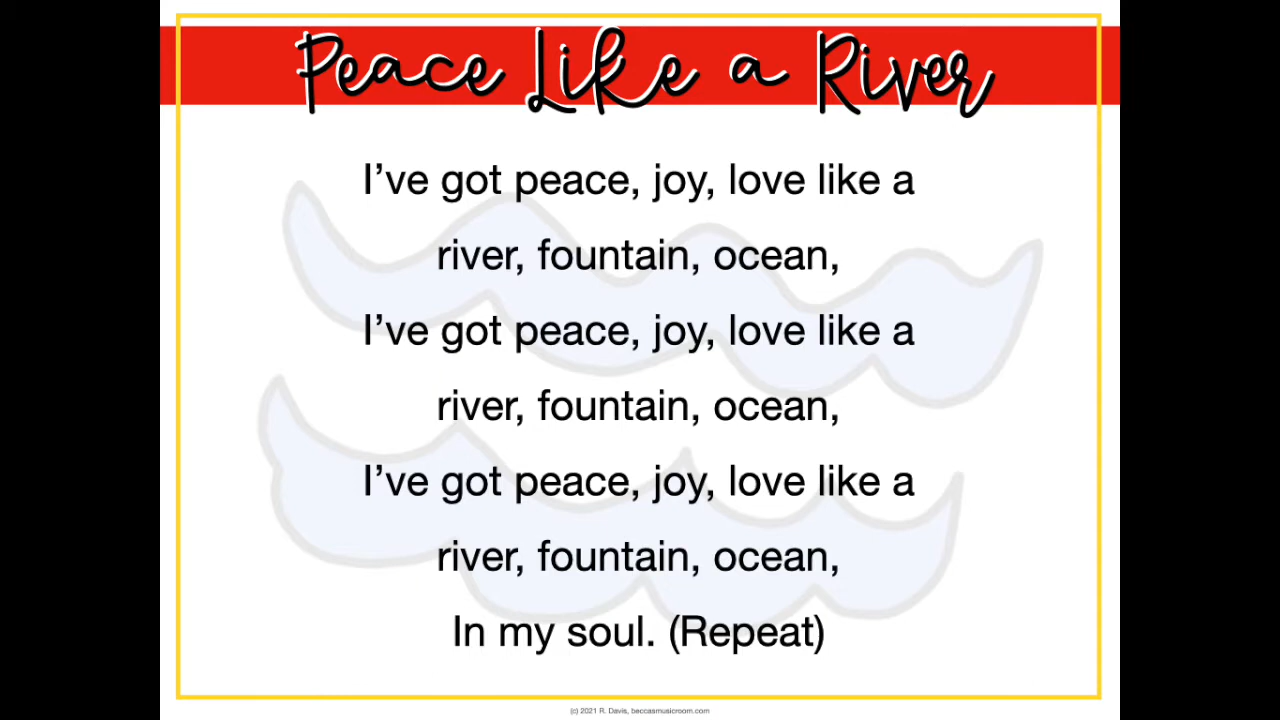 Peace Like a River
I’ve got peace, joy, love like a
river, fountain, ocean,
I’ve got peace, joy, love like a
river, fountain, ocean,
I’ve got peace, joy, love like a
river, fountain, ocean,
In my soul. (Repeat)
(c) 2021 R. Davis, beccasmusicroom.com